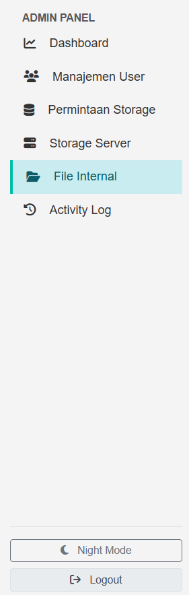 ADMIN PANEL
Dashboard
Manajemen User
Permintaan Storage
Storage Server
File Internal
Activity Log
Night Mode
Logout